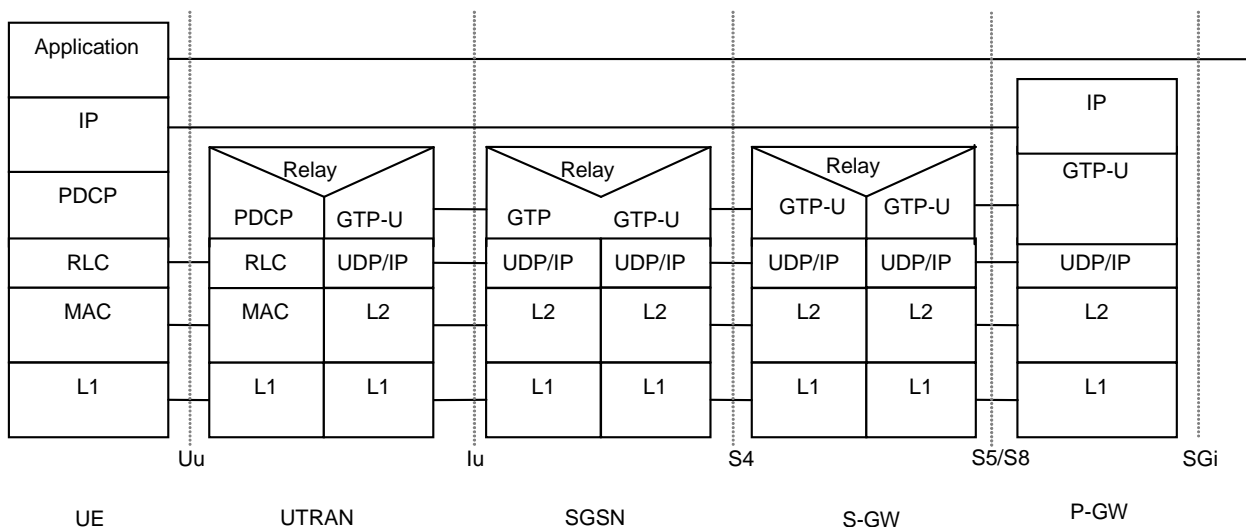 Application
IP
IP
Relay
Relay
Relay
PDCP
GTP-U
PDCP
GTP-U
GTP
GTP-U
GTP-U
GTP-U
RLC
RLC
UDP/IP
UDP/IP
UDP/IP
UDP/IP
UDP/IP
UDP/IP
MAC
MAC
L2
L2
L2
L2
L2
L2
L1
L1
L1
L1
L1
L1
L1
L1
Uu
Iu
S4
S5/S8
SGi
UE
UTRAN
SGSN
S-GW
P-GW